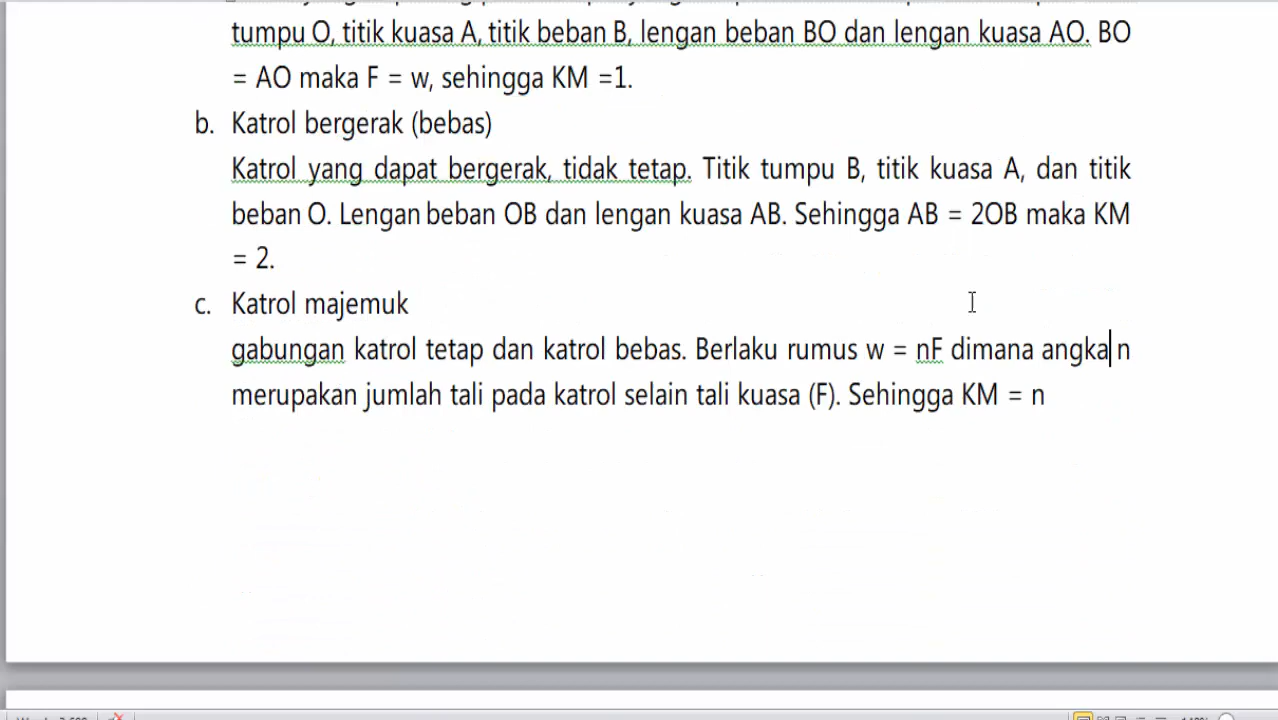 tumpu O, titik kuasa A, titik beban B, lengan beban BO dan lengan kuasa AO. BO
= AO maka F = w, sehingga KM =1.
b. Katrol bergerak (bebas)
Katrol yang dapat bergerak, tidak tetap. Titik tumpu B, titik kuasa A, dan titik
beban O. Lengan beban OB dan lengan kuasa AB. Sehingga AB = 2OB maka KM
= 2.
c. Katrol majemuk
gabungan katrol tetap dan katrol bebas. Berlaku rumus w = nF dimana angka n
merupakan jumlah tali pada katrol selain tali kuasa (F). Sehingga KM = n